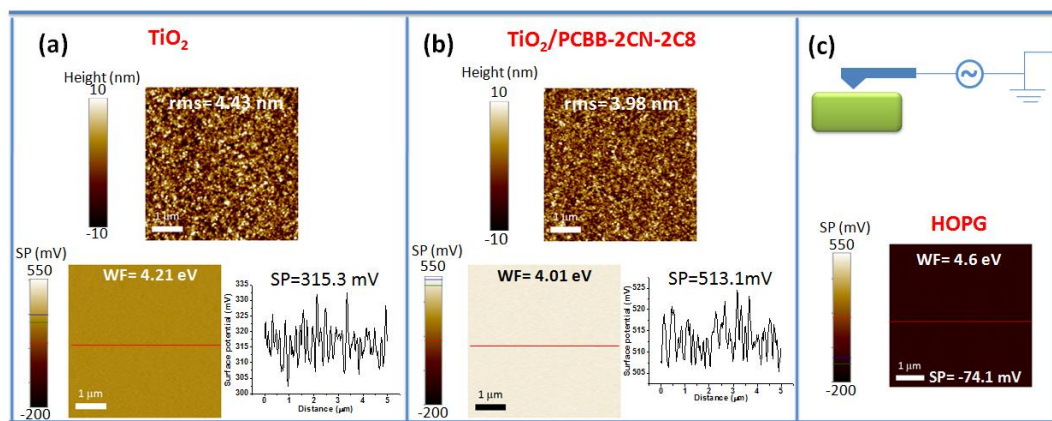 (a)
TiO2
Height (nm)
10
-10
rms= 4.43 nm
1 μm
SP (mV)
550
-200
WF= 4.21 eV
1 μm
SP=315.3 mV
Surface potential (mV)
335
330
325
320
315
310
305
300
0 1 2 3 4 5
Distance (μm)
(b)
TiO2/PCBB-2CN-2C8
Height (nm)
10
-10
rms= 3.98 nm
1 μm
SP (mV)
550
-200
WF= 4.01 eV
1 μm
SP=513.1mV
Surface potential (mV)
525
520
515
510
505
0 1 2 3 4 5
Distance (μm)
(c)
SP (mV)
550
-200
HOPG
WF= 4.6 eV
1 μm
SP= -74.1 mV